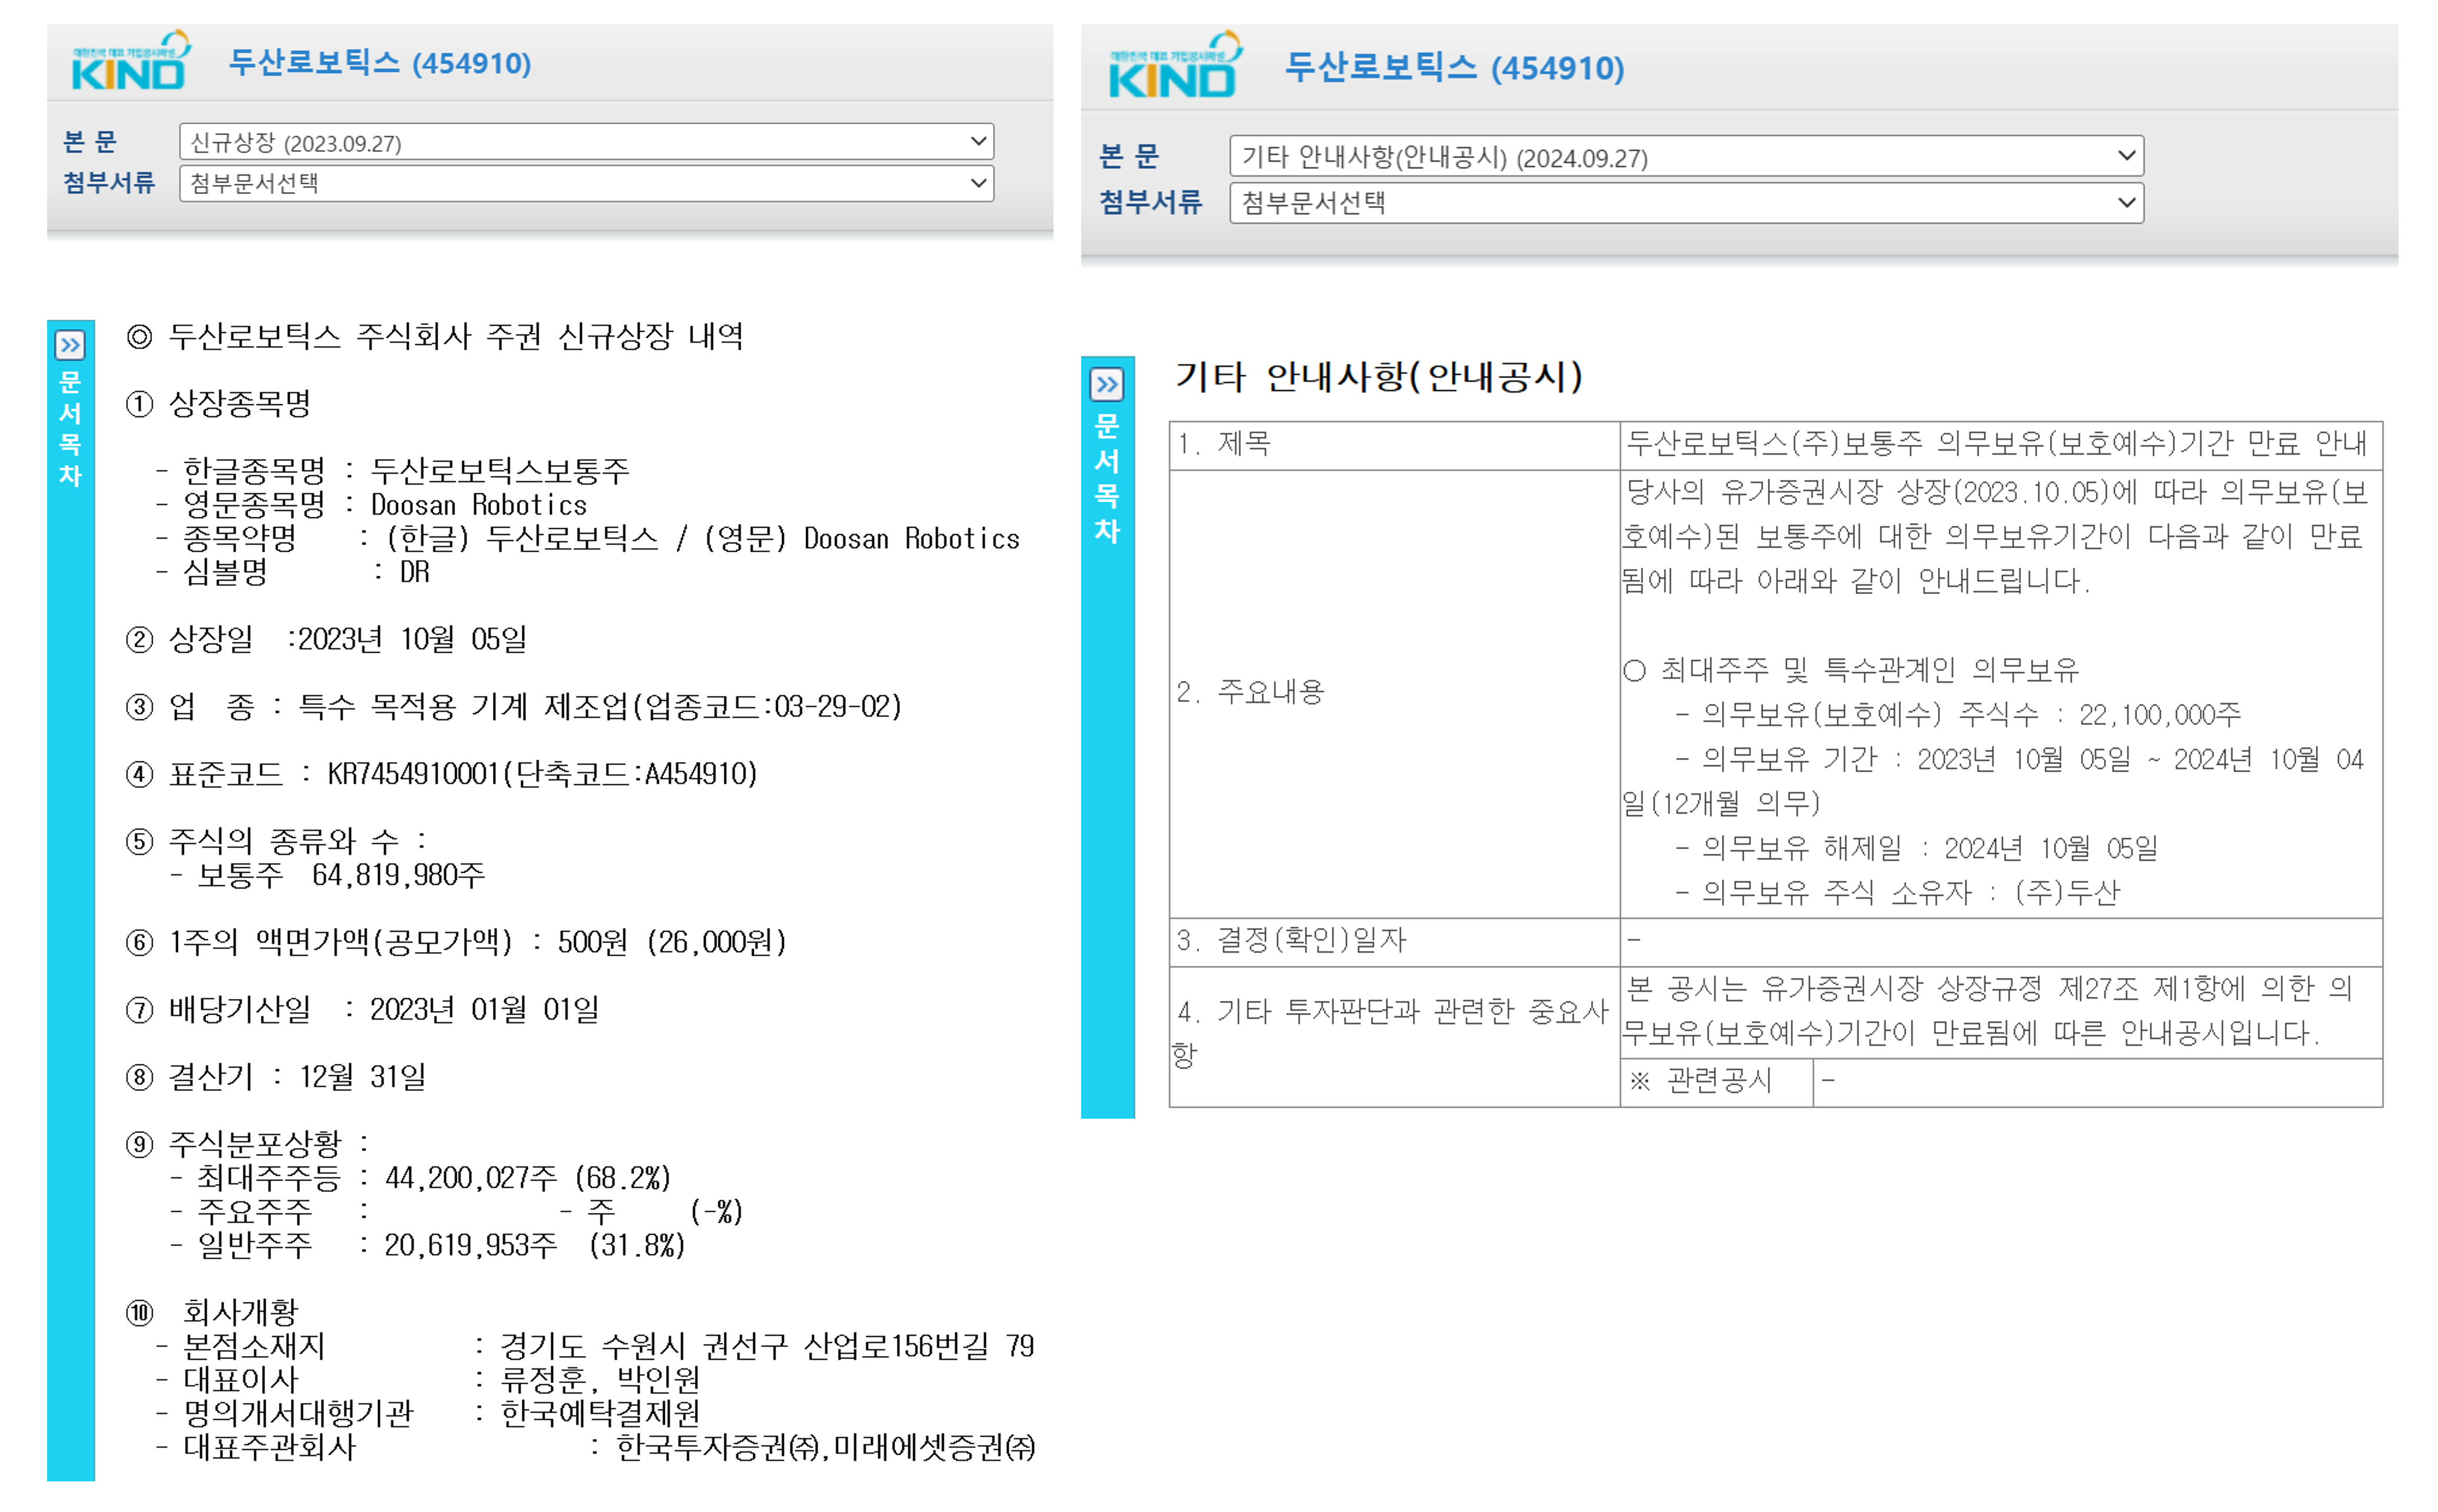 대한민국 대표 기업공시채널
KIND
두산로보틱스 (454910)
본 문
신규상장 (2023.09.27)
첨부서류
첨부문서선택
문서목차
◎ 두산로보틱스 주식회사 주권 신규상장 내역
① 상장종목명
- 한글종목명 : 두산로보틱스보통주
- 영문종목명 : Doosan Robotics
- 종목약명 : (한글) 두산로보틱스 / (영문) Doosan Robotics
- 심볼명 : DR
② 상장일 :2023년 10월 05일
③ 업 종 : 특수 목적용 기계 제조업(업종코드:03-29-02)
④ 표준코드 : KR7454910001(단축코드:A454910)
⑤ 주식의 종류와 수 :
- 보통주 64,819,980주
⑥ 1주의 액면가액(공모가액) : 500원 (26,000원)
⑦ 배당기산일 : 2023년 01월 01일
⑧ 결산기 : 12월 31일
⑨ 주식분포상황 :
- 최대주주등 : 44,200,027주 (68.2%)
- 주요주주 : - 주 (-%)
- 일반주주 : 20,619,953주 (31.8%)
⑩ 회사개황
- 본점소재지 : 경기도 수원시 권선구 산업로156번길 79
- 대표이사 : 류정훈, 박인원
- 명의개서대행기관 : 한국예탁결제원
- 대표주관회사 : 한국투자증권㈜,미래에셋증권㈜
대한민국 대표 기업공시채널
KIND
두산로보틱스 (454910)
본 문
기타 안내사항(안내공시) (2024.09.27)
첨부서류
첨부문서선택
문서목차
기타 안내사항(안내공시)
1. 제목
두산로보틱스(주)보통주 의무보유(보호예수)기간 만료 안내
2. 주요내용
당사의 유가증권시장 상장(2023.10.05)에 따라 의무보유(보
호예수)된 보통주에 대한 의무보유기간이 다음과 같이 만료
됨에 따라 아래와 같이 안내드립니다.
○ 최대주주 및 특수관계인 의무보유
- 의무보유(보호예수) 주식수 : 22,100,000주
- 의무보유 기간 : 2023년 10월 05일 ~ 2024년 10월 04
일(12개월 의무)
- 의무보유 해제일 : 2024년 10월 05일
- 의무보유 주식 소유자 : (주)두산
3. 결정(확인)일자
-
4. 기타 투자판단과 관련한 중요사
항
본 공시는 유가증권시장 상장규정 제27조 제1항에 의한 의
무보유(보호예수)기간이 만료됨에 따른 안내공시입니다.
※ 관련공시
-